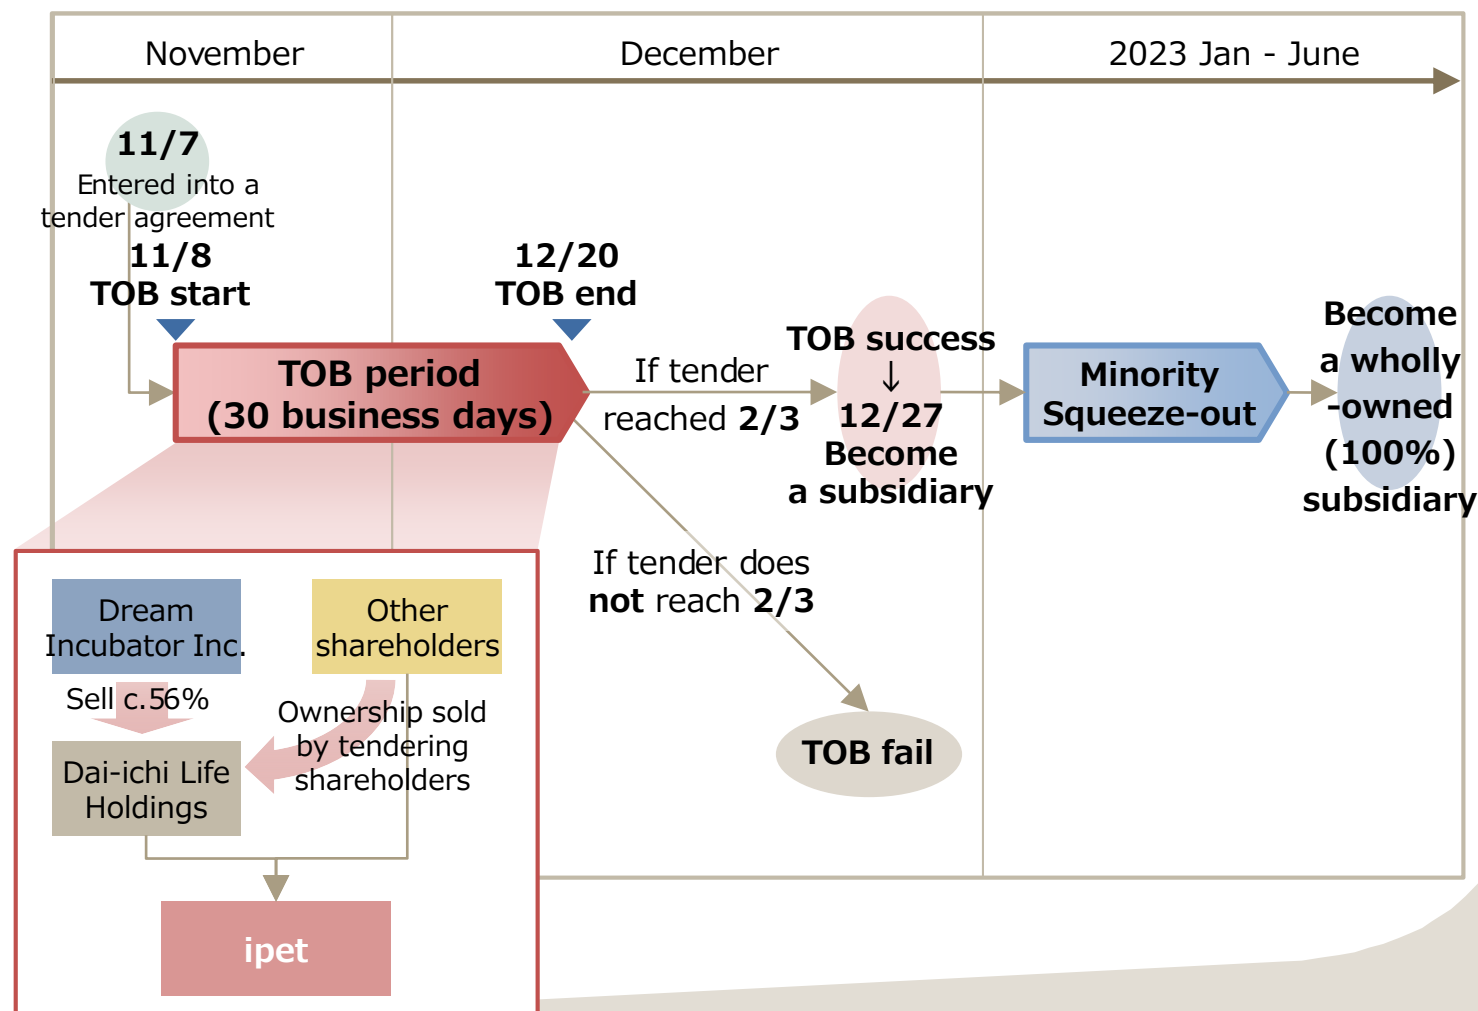 November
December
2023 Jan - June
11/7
Entered into a
tender agreement
11/8
TOB start
12/20
TOB end
TOB period
(30 business days)
If tender
reached 2/3
TOB success
↓
12/27
Become
a subsidiary
Minority
Squeeze-out
Become
a wholly
-owned
(100%)
subsidiary
If tender does
not reach 2/3
TOB fail
Dream
Incubator Inc.
Other
shareholders
Sell c.56%
Ownership sold
by tendering
shareholders
Dai-ichi Life
Holdings
ipet